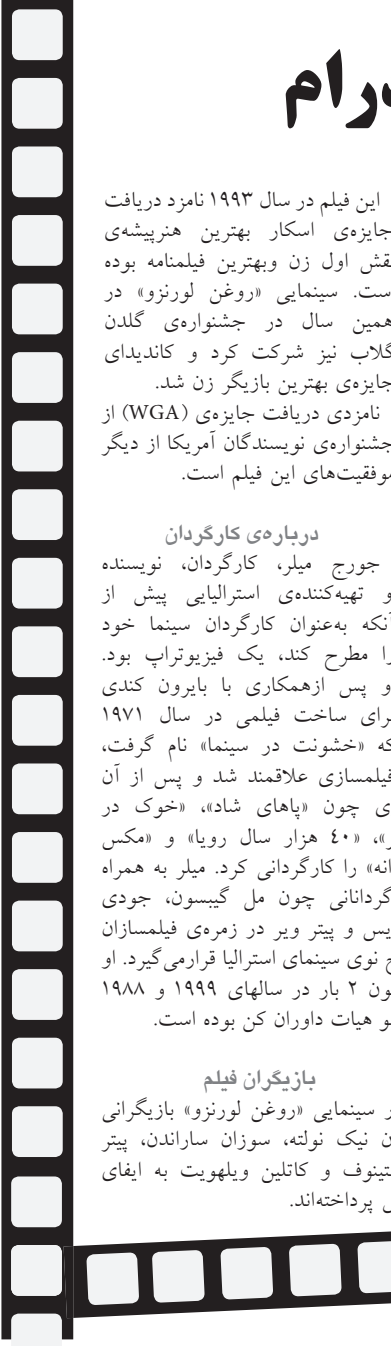 رام
این فیلم در سال ۱۹۹۳ نامزد دریافت
جایزه‌ی اسکار بهترین هنرپیشه‌ی
نقش اول زن وبهترین فیلمنامه بوده
است. سینمایی «روغن لورنزو» در
همین سال در جشنواره‌ی گلدن
گلاب نیز شرکت کرد و کاندیدای
جایزه‌ی بهترین بازیگر زن شد.
نامزدی دریافت جایزه‌ی (WGA) از
جشنواره‌ی نویسندگان آمریکا از دیگر
موفقیت‌های این فیلم است.
درباره‌ی کارگردان
جورج میلر، کارگردان، نویسنده
و تهیه‌کننده‌ی استرالیایی پیش از
آنکه به‌عنوان کارگردان سینما خود
را مطرح کند، یک فیزیوتراپ بود.
و پس ازهمکاری با بایرون کندی
برای ساخت فیلمی در سال ۱۹۷۱
که «خشونت در سینما» نام گرفت،
فیلمسازی علاقمند شد و پس از آن
ی چون «پاهای شاد»، «خوک در
»، «۴۰ هزار سال رویا» و «مکس
انه» را کارگردانی کرد. میلر به همراه
گردانانی چون مل گیبسون، جودی
یس و پیتر ویر در زمره‌ی فیلمسازان
ج نوی سینمای استرالیا قرارمی‌گیرد. او
ون ۲ بار در سالهای ۱۹۹۹ و ۱۹۸۸
و هیات داوران کن بوده است.
بازیگران فیلم
ر سینمایی «روغن لورنزو» بازیگرانی
ن نیک نولته، سوزان ساراندن، پیتر
تینوف و کاتلین ویلهویت به ایفای
ش پرداخته‌اند.